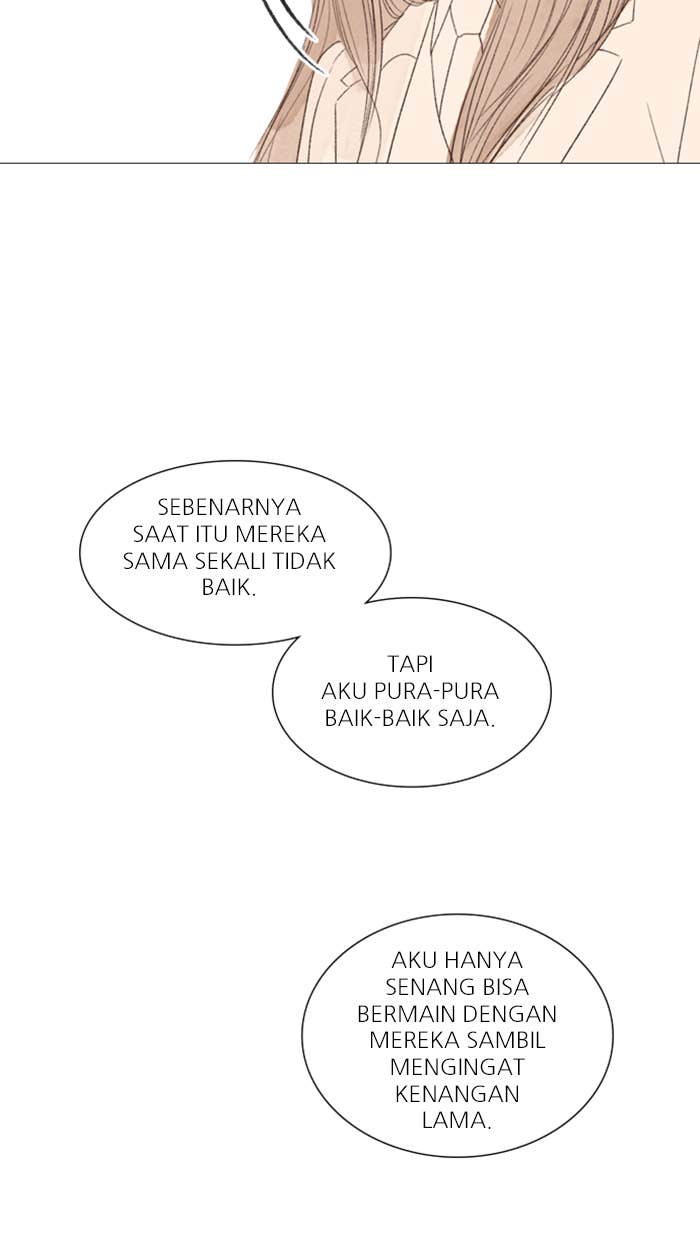 SEBENARNYA
SAAT ITU MEREKA
SAMA SEKALI TIDAK
BAIK.
TAPI
AKU PURA-PURA
BAIK-BAIK SAJA.
AKU HANYA
SENANG BISA
BERMAIN DENGAN
MEREKA SAMBIL
MENGINGAT
KENANGAN
LAMA.